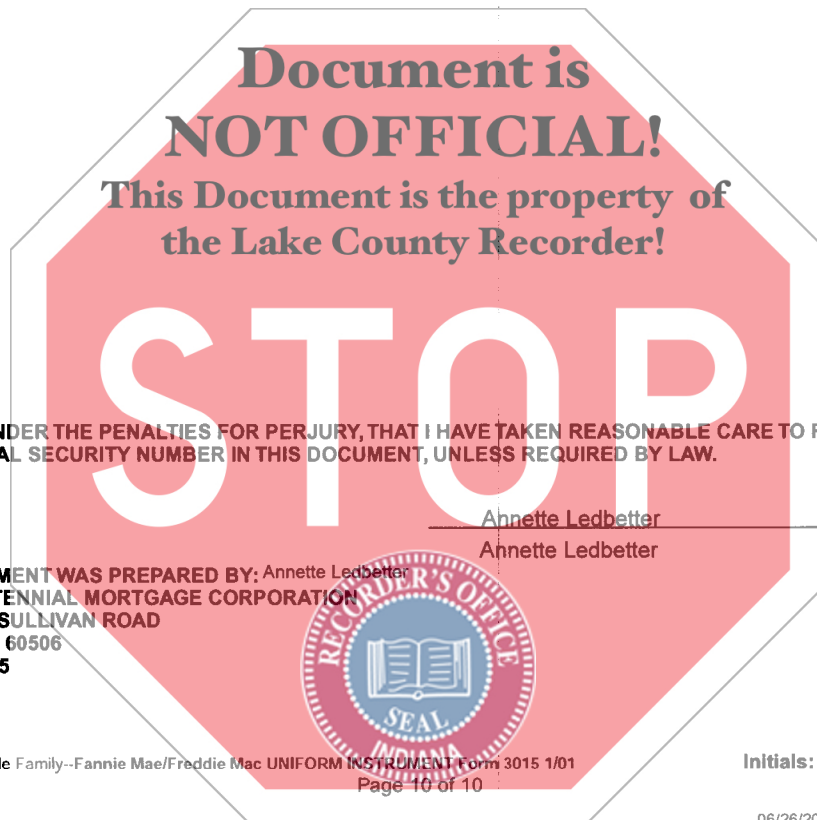 Document is
NOT OFFICIAL!
This Document is the property of
the Lake County Recorder!
STOP
NDER THE PENALTIES FOR PERJURY, THAT I HAVE TAKEN REASONABLE CARE TO R
AL SECURITY NUMBER IN THIS DOCUMENT, UNLESS REQUIRED BY LAW.
Annette Ledbetter
Annette Ledbetter
MENT WAS PREPARED BY: Annette Ledbetter
TENNIAL MORTGAGE CORPORATION
SULLIVAN ROAD
60506
5
RECORDER'S OFFICE
SEAL
INDIANA
le Family--Fannie Mae/Freddie Mac UNIFORM INSTRUMENT Form 3015 1/01
Initials:
Page 10 of 10
06/26/20